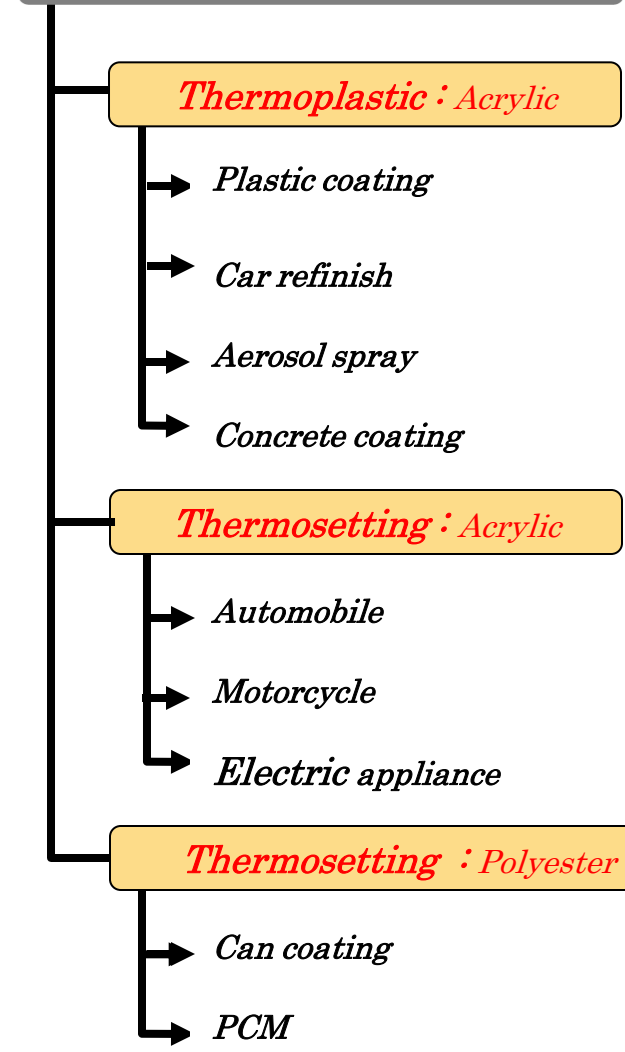 Thermoplastic : Acrylic
Plastic coating
Car refinish
Aerosol spray
Concrete coating
Thermosetting : Acrylic
Automobile
Motorcycle
Electric appliance
Thermosetting : Polyester
Can coating
PCM